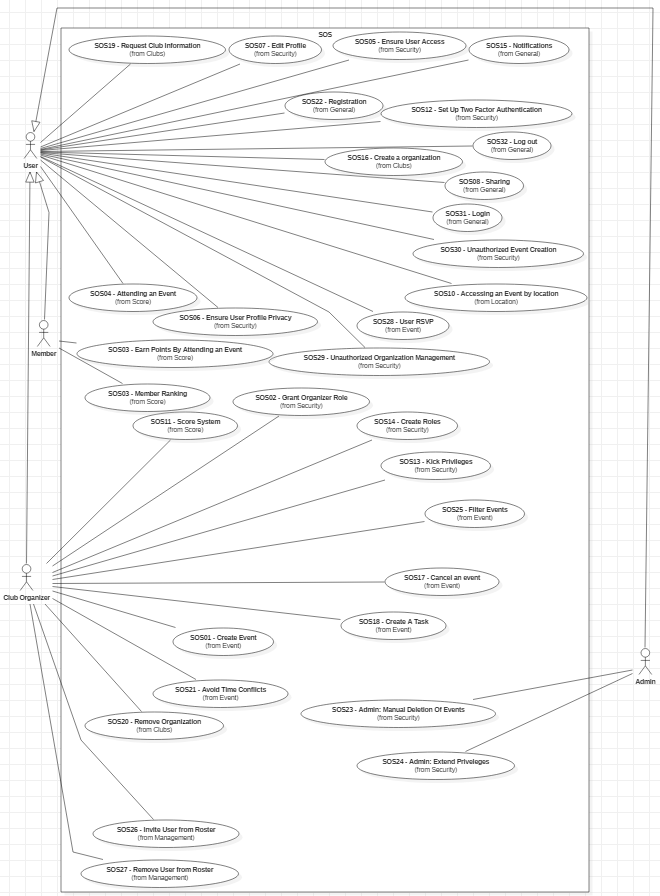 SOS
SOS19 - Request Club Information
(from Clubs)
SOS07 - Edit Profile
(from Security)
SOS05 - Ensure User Access
(from Security)
SOS15 - Notifications
(from General)
SOS22 - Registration
(from General)
SOS12 - Set Up Two Factor Authentication
(from Security)
SOS32 - Log out
(from General)
User
SOS16 - Create a organization
(from Clubs)
SOS08 - Sharing
(from General)
SOS31 - Login
(from General)
SOS30 - Unauthorized Event Creation
(from Security)
SOS04 - Attending an Event
(from Score)
SOS10 - Accessing an Event by location
(from Location)
SOS06 - Ensure User Profile Privacy
(from Security)
SOS28 - User RSVP
(from Event)
Member
SOS03 - Earn Points By Attending an Event
(from Score)
SOS29 - Unauthorized Organization Management
(from Security)
SOS03 - Member Ranking
(from Score)
SOS02 - Grant Organizer Role
(from Security)
SOS11 - Score System
(from Score)
SOS14 - Create Roles
(from Security)
SOS13 - Kick Privileges
(from Security)
SOS25 - Filter Events
(from Event)
SOS17 - Cancel an event
(from Event)
Club Organizer
SOS18 - Create A Task
(from Event)
SOS01 - Create Event
(from Event)
Admin
SOS21 - Avoid Time Conflicts
(from Event)
SOS23 - Admin: Manual Deletion Of Events
(from Security)
SOS20 - Remove Organization
(from Clubs)
SOS24 - Admin: Extend Priveleges
(from Security)
SOS26 - Invite User from Roster
(from Management)
SOS27 - Remove User from Roster
(from Management)